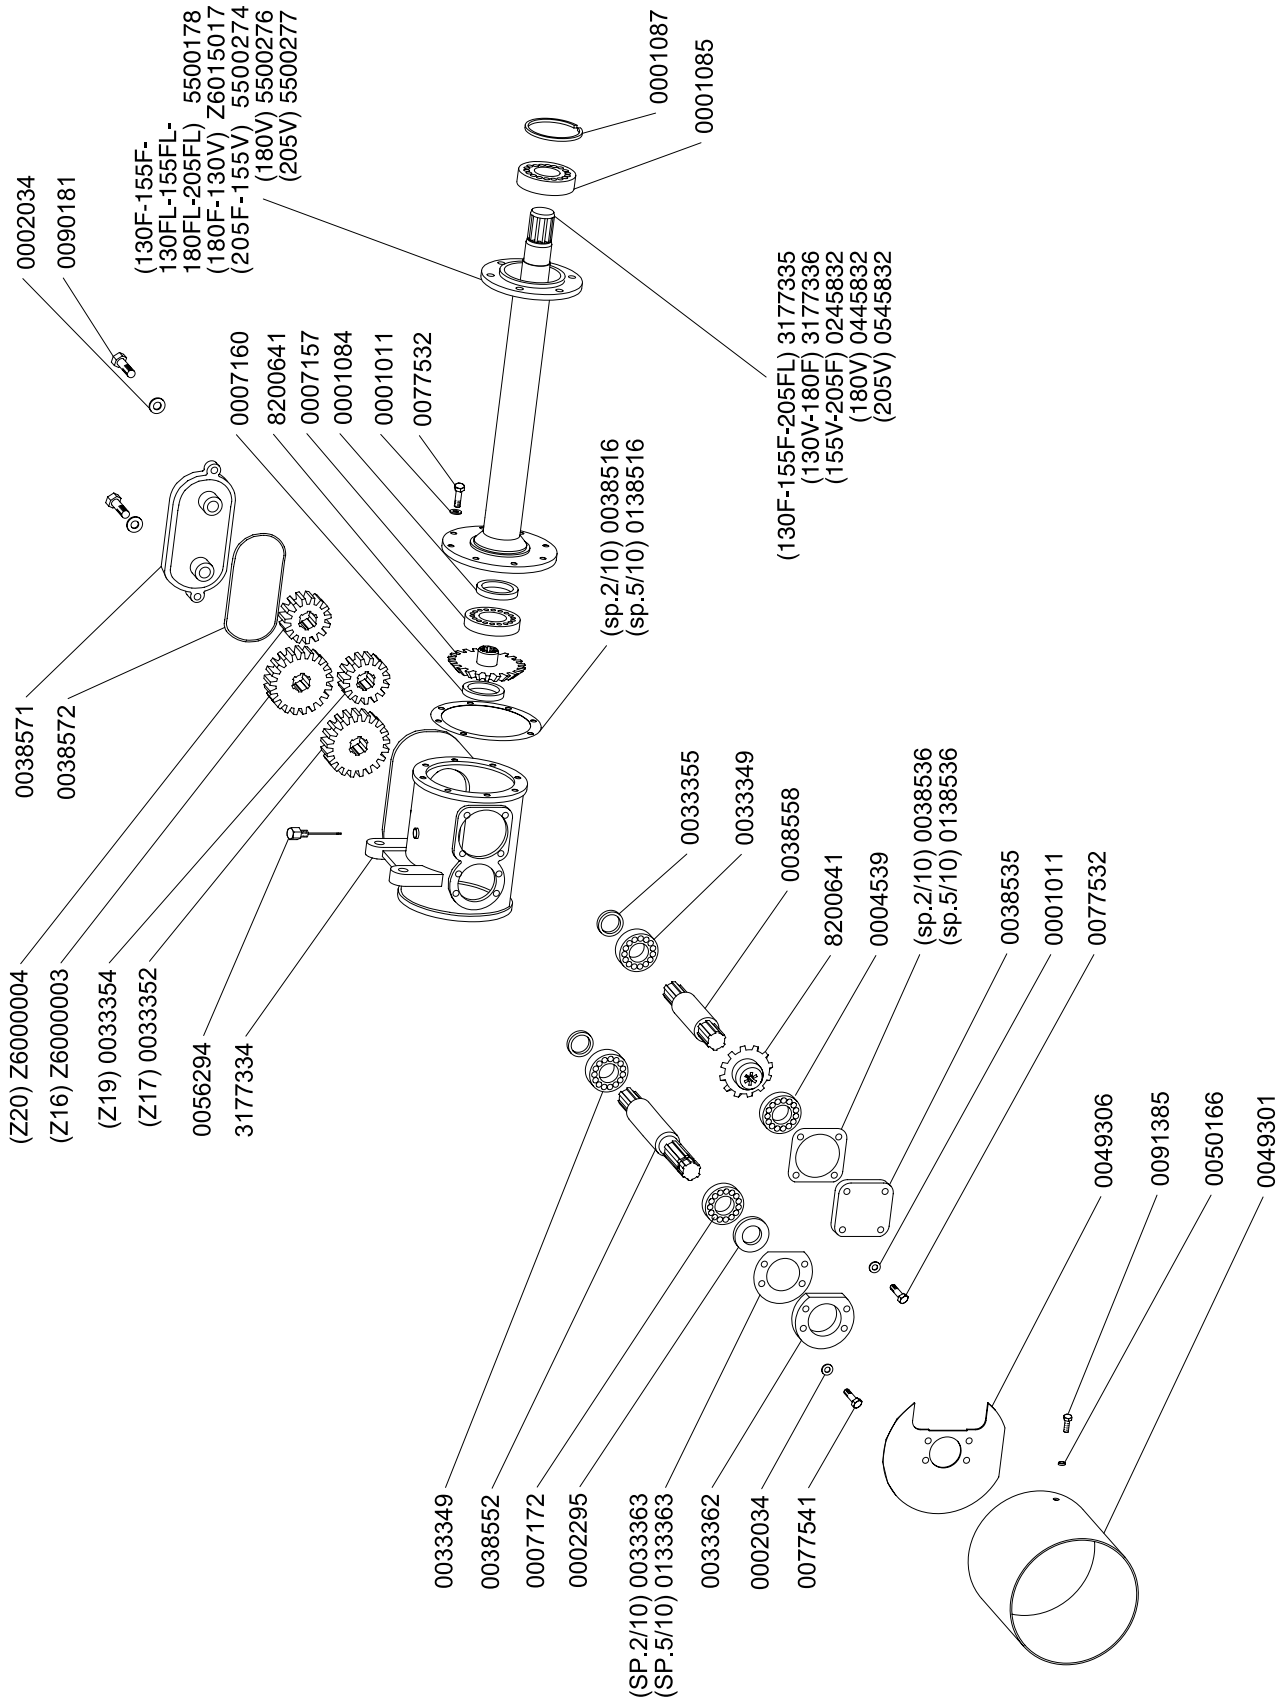 0002034
0090181
(130F-155F-
130FL-155FL-
180FL-205FL) 5500178
(180F-130V) Z6015017
(205F-155V) 5500274
(180V) 5500276
(205V) 5500277
0001087
0001085
0007160
8200641
0007157
0001084
0001011
0077532
(130F-155F-205FL) 3177335
(130V-180F) 3177336
(155V-205F) 0245832
(180V) 0445832
(205V) 0545832
(sp.2/10) 0038516
(sp.5/10) 0138516
0038571
0038572
(Z20) Z6000004
(Z16) Z6000003
(Z19) 0033354
(Z17) 0033352
0056294
3177334
0033355
0033349
0038558
8200641
0004539
(sp.2/10) 0038536
(sp.5/10) 0138536
0038535
0001011
0077532
0033349
0038552
0007172
0002295
(SP.2/10) 0033363
(SP.5/10) 0133363
0033362
0002034
0077541
0049306
0091385
0050166
0049301